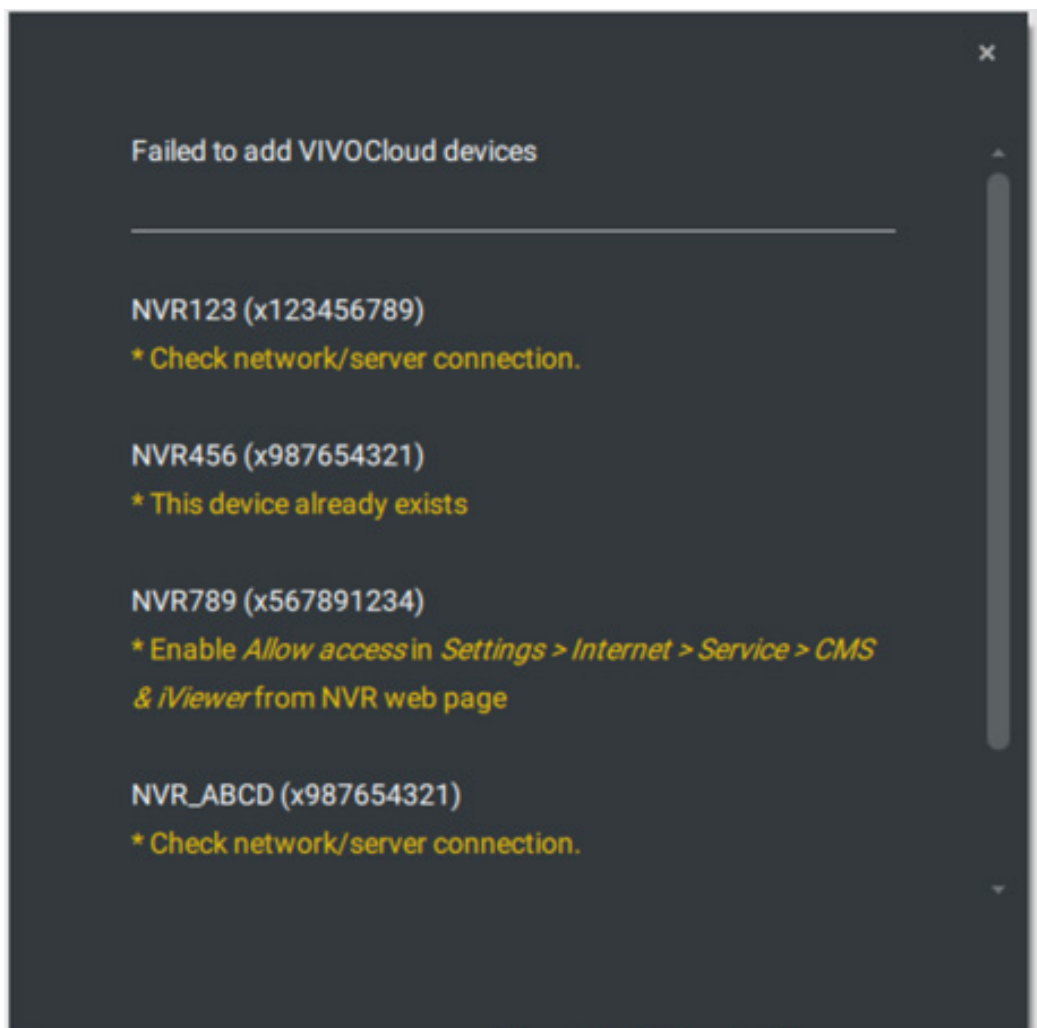 Failed to add VIVOCloud devices
NVR123 (x123456789)
* Check network/server connection.
NVR456 (x987654321)
* This device already exists
NVR789 (x567891234)
* Enable Allow access in Settings > Internet > Service > CMS
& iViewer from NVR web page
NVR_ABCD (x987654321)
* Check network/server connection.